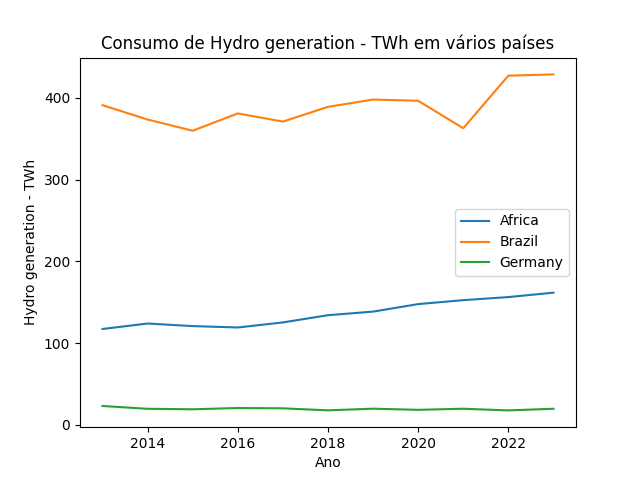 Consumo de Hydro generation - TWh em vários países
Hydro generation - TWh
400
300
200
100
0
Africa
Brazil
Germany
2014 2016 2018 2020 2022
Ano